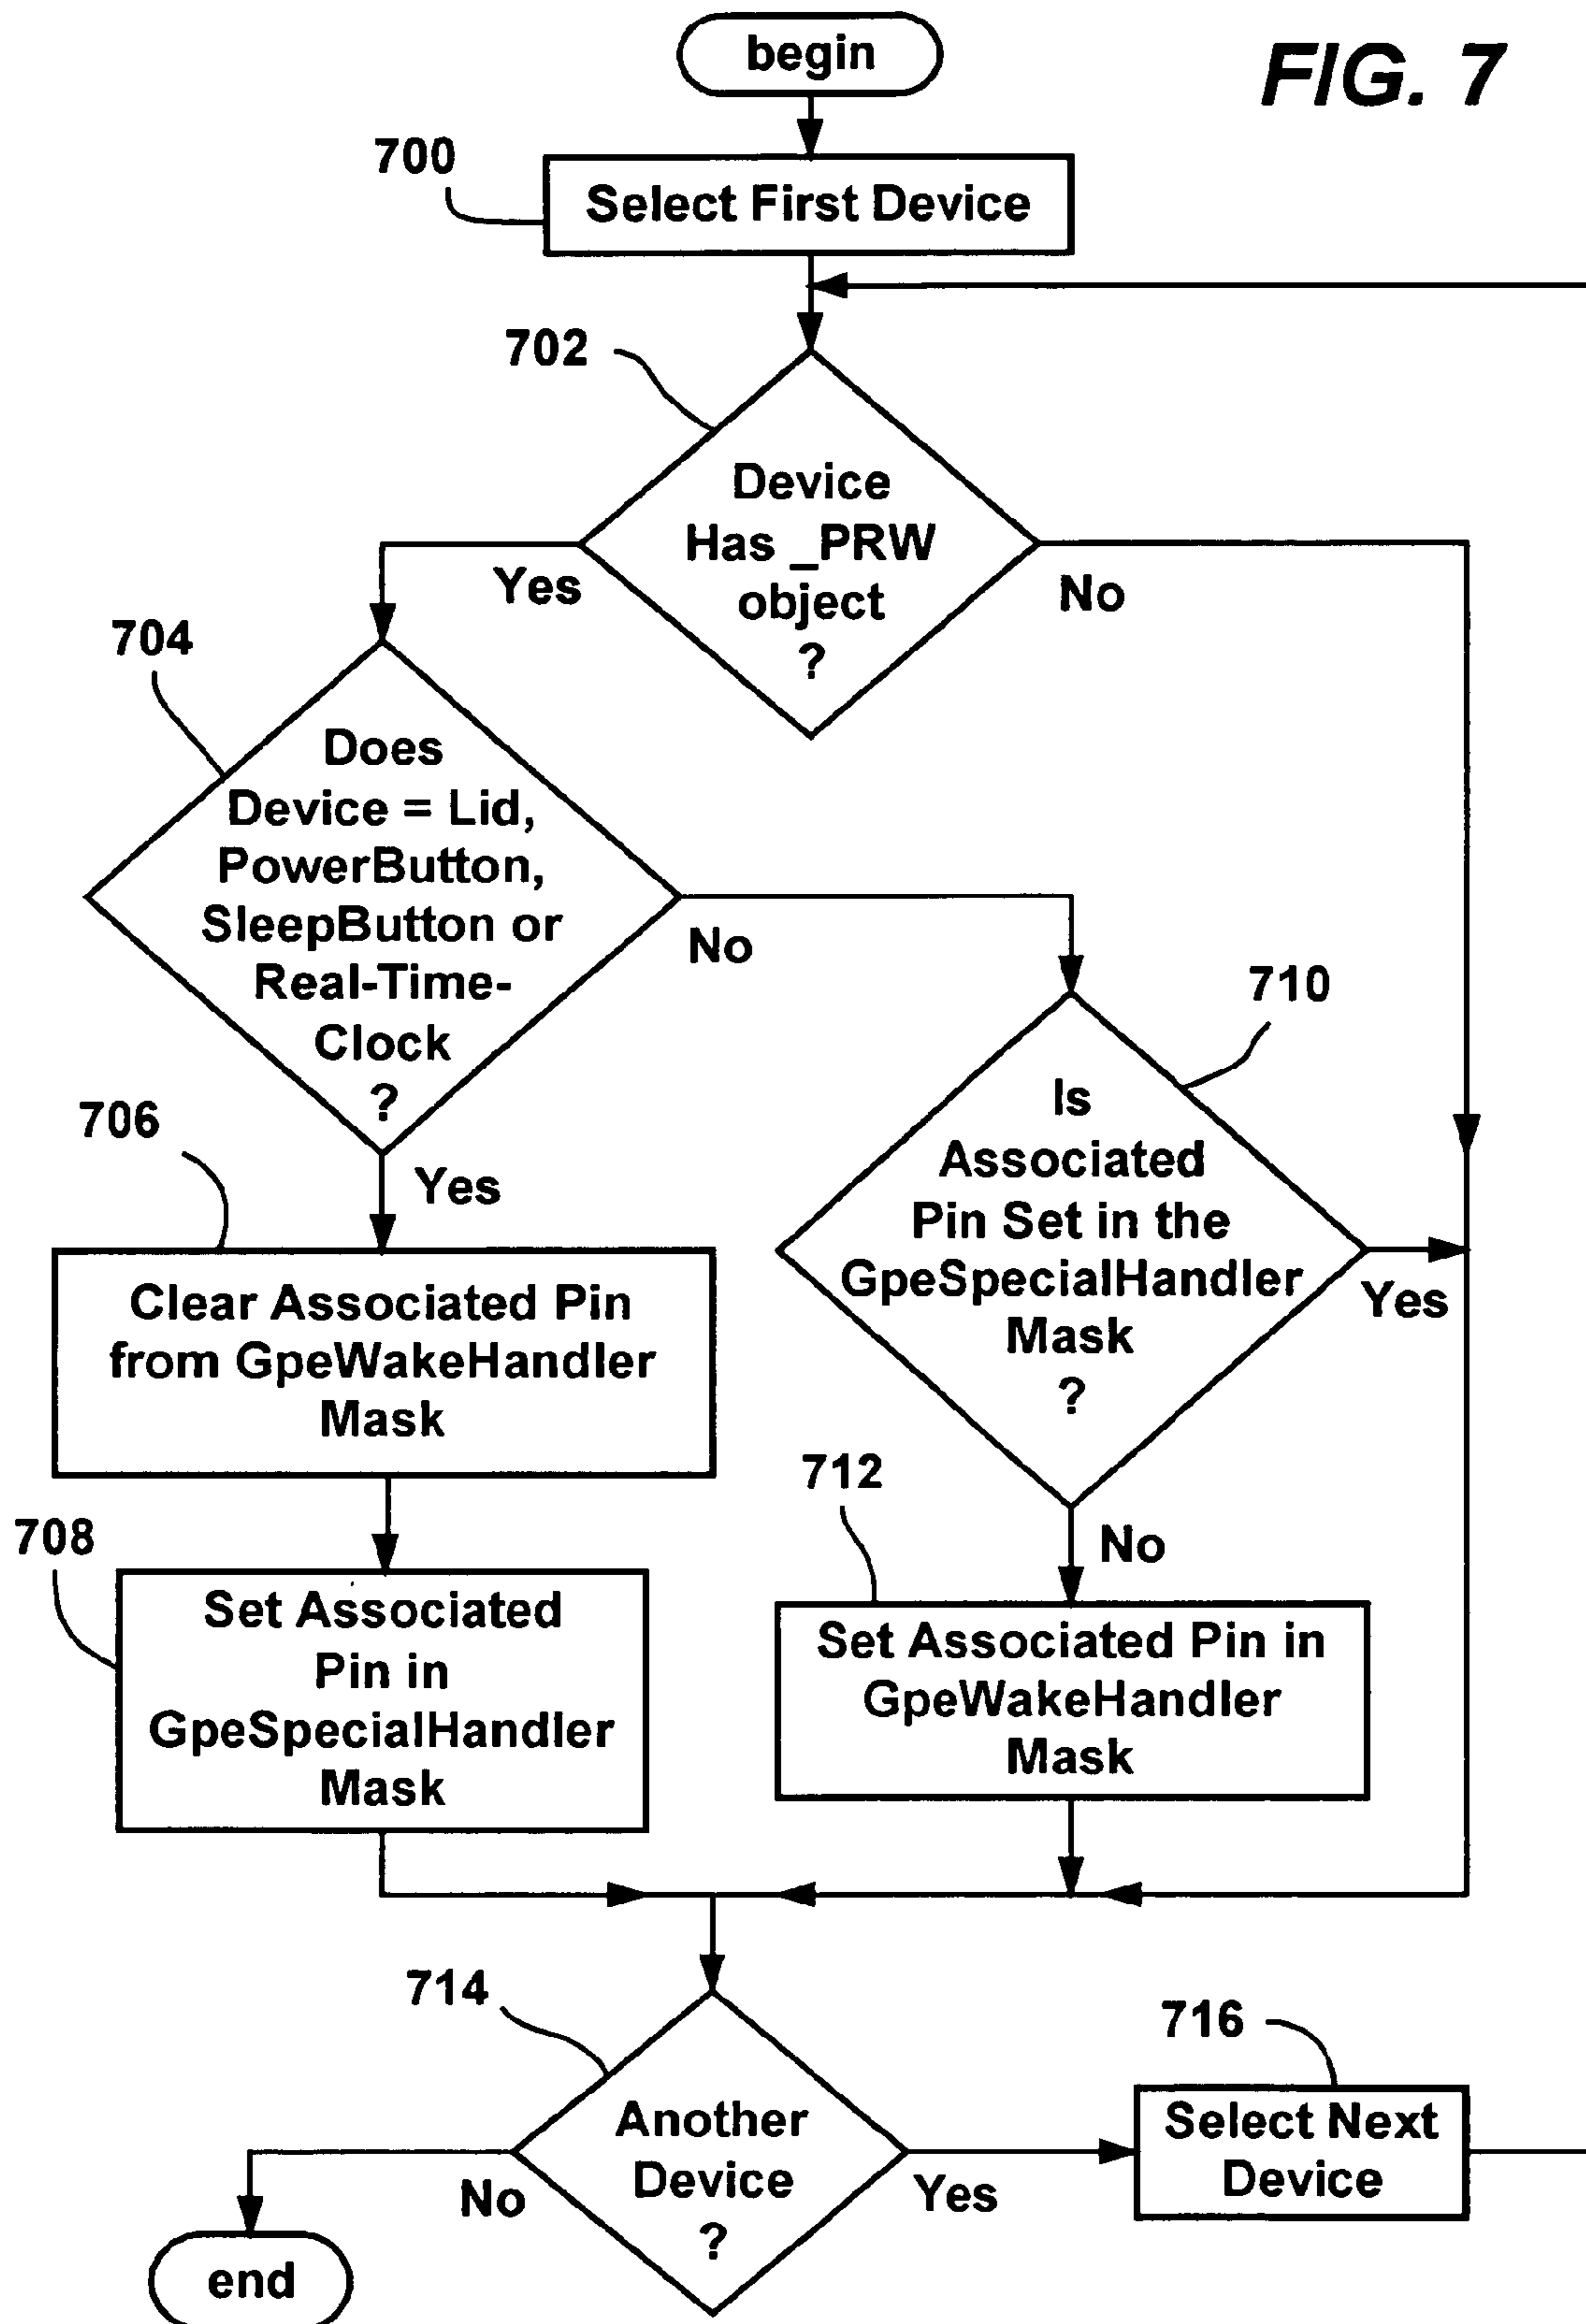 begin
FIG. 7
700
Select First Device
702
Device
Has _PRW
object
?
Yes
No
704
Does
Device = Lid,
PowerButton,
SleepButton or
Real-Time-
Clock
?
No
Yes
710
Is
Associated
Pin Set in the
GpeSpecialHandler
Mask
?
Yes
No
706
Clear Associated Pin
from GpeWakeHandler
Mask
708
Set Associated
Pin in
GpeSpecialHandler
Mask
712
Set Associated Pin in
GpeWakeHandler
Mask
714
Another
Device
?
No
Yes
716
Select Next
Device
end